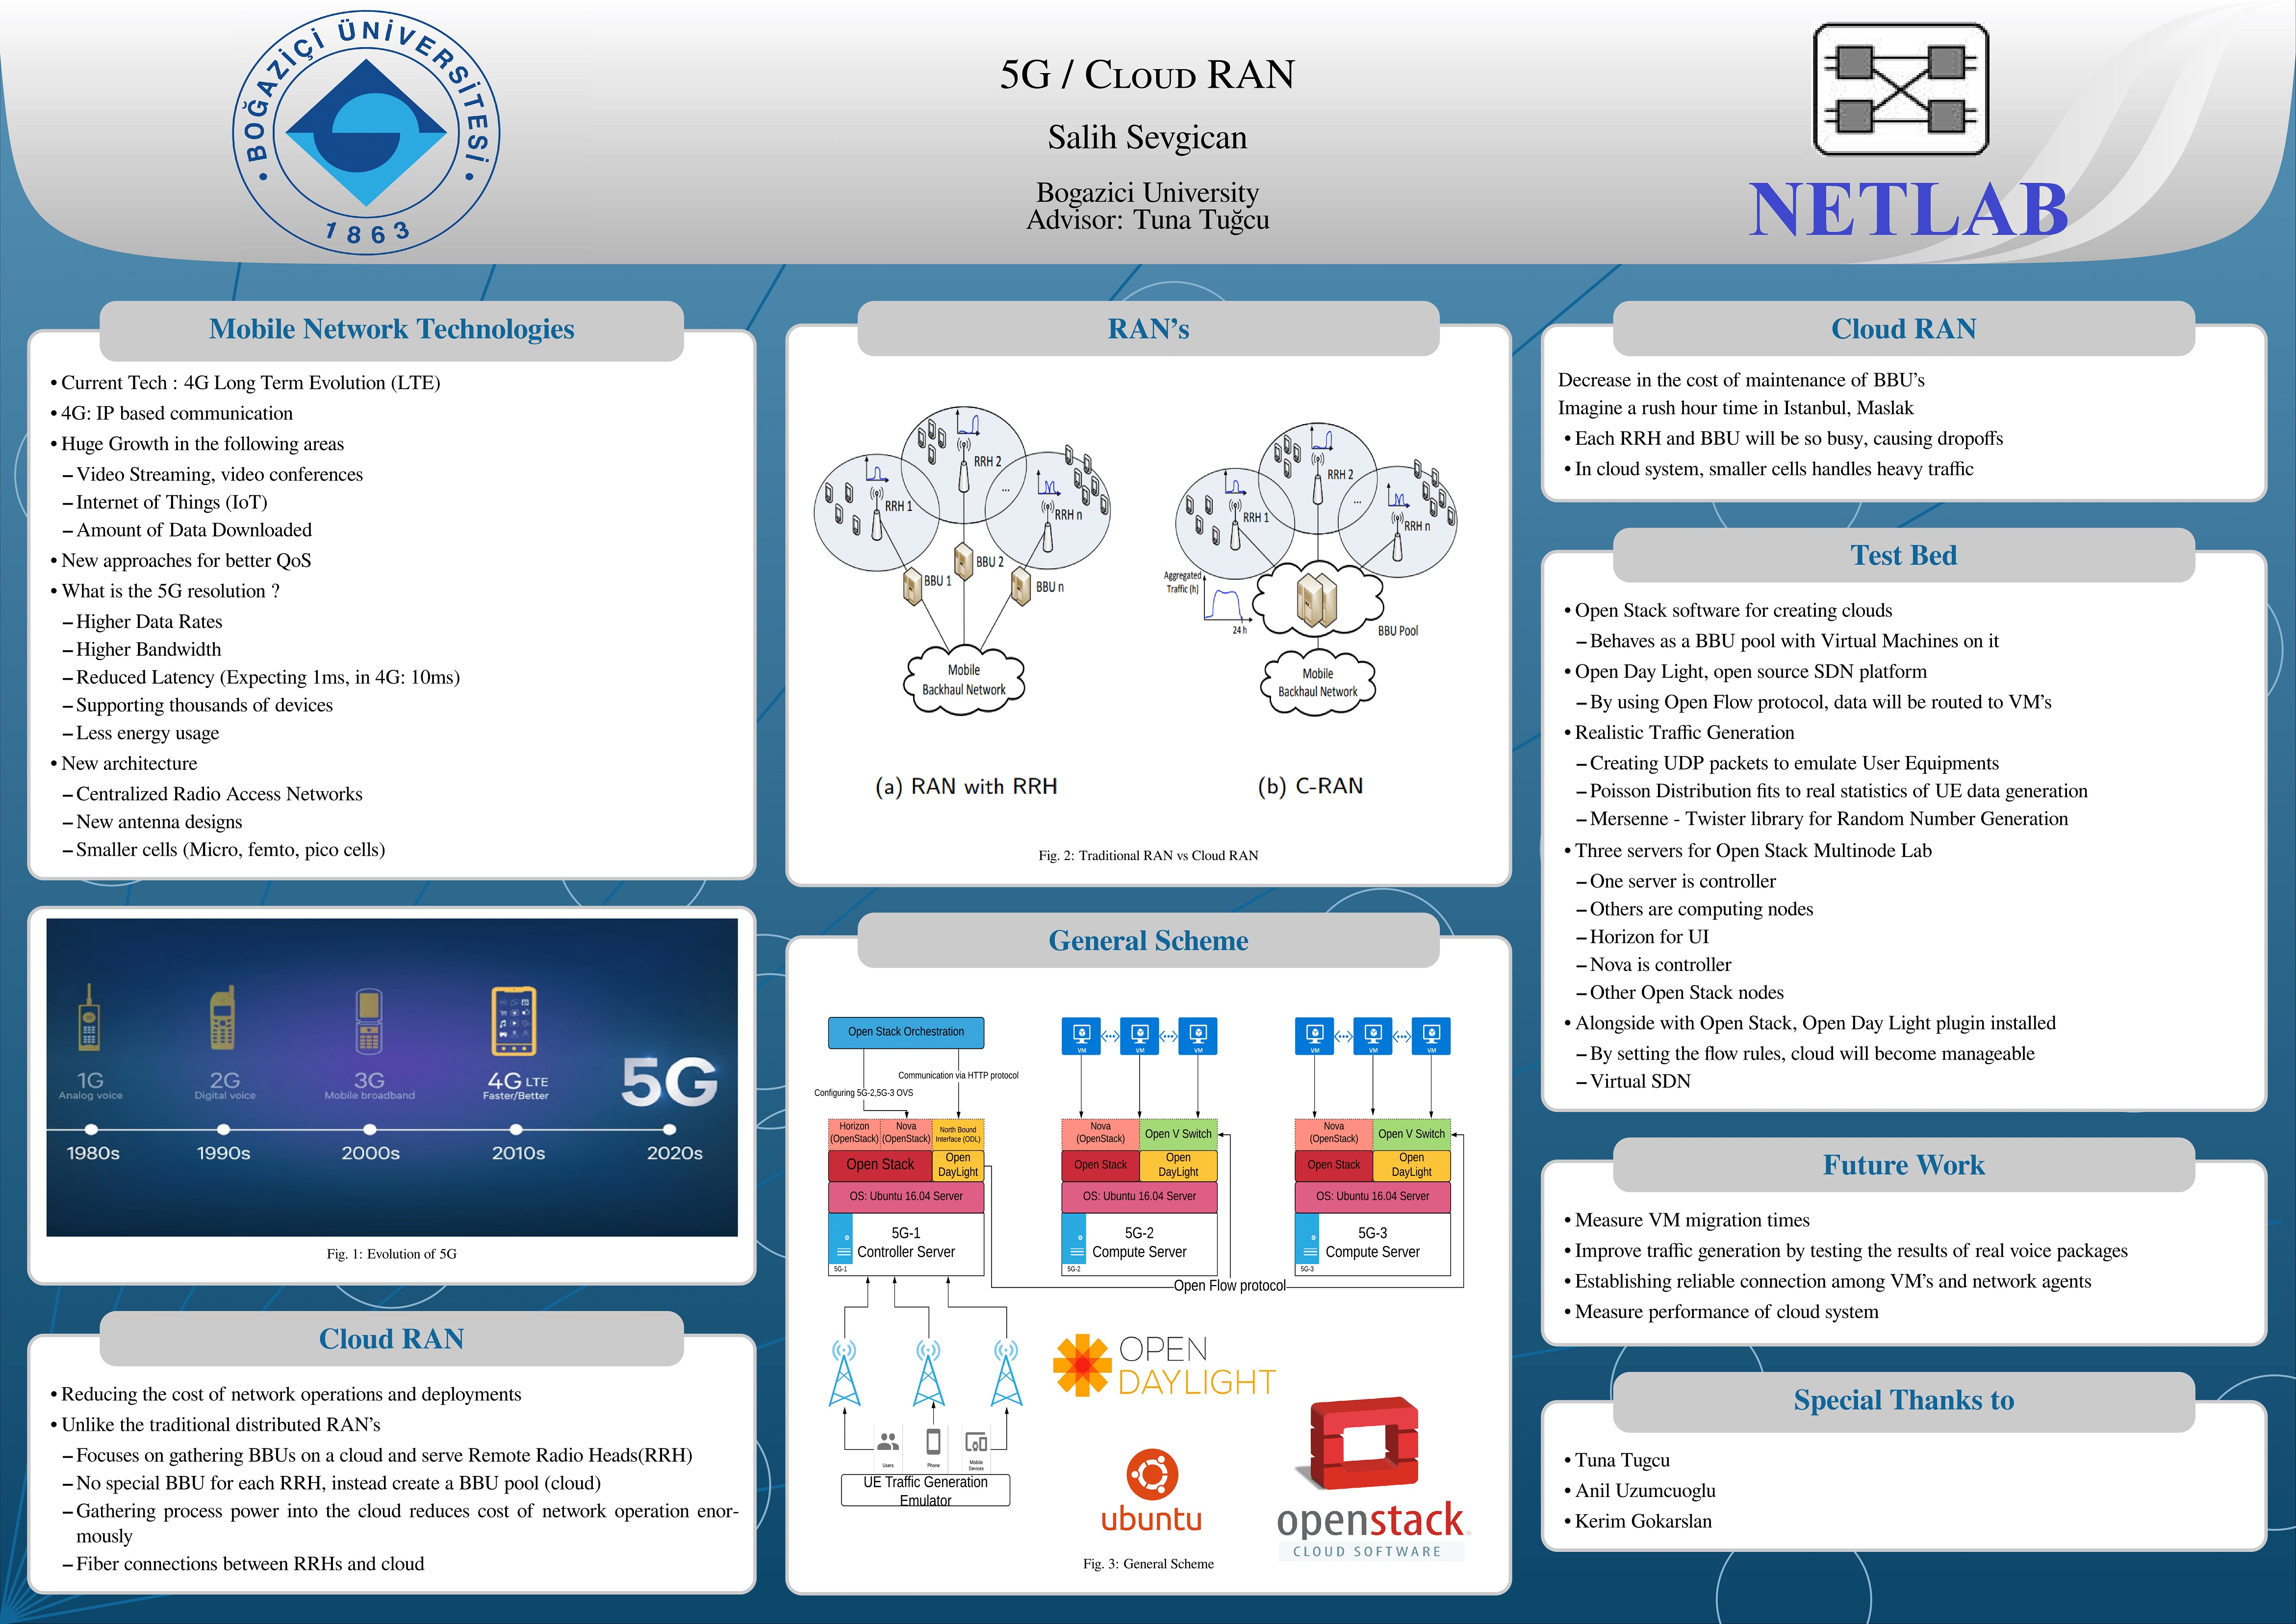 BOĞAZİÇİ ÜNİVERSİTESİ
1863
5G / Cloud RAN
Salih Sevgican
Bogazici University
Advisor: Tuna Tuğcu
NETLAB
Mobile Network Technologies
• Current Tech : 4G Long Term Evolution (LTE)
• 4G: IP based communication
• Huge Growth in the following areas
– Video Streaming, video conferences
– Internet of Things (IoT)
– Amount of Data Downloaded
• New approaches for better QoS
• What is the 5G resolution ?
– Higher Data Rates
– Higher Bandwidth
– Reduced Latency (Expecting 1ms, in 4G: 10ms)
– Supporting thousands of devices
– Less energy usage
• New architecture
– Centralized Radio Access Networks
– New antenna designs
– Smaller cells (Micro, femto, pico cells)
1G
Analog voice
2G
Digital voice
3G
Mobile broadband
4G LTE
Faster/Better
5G
1980s
1990s
2000s
2010s
2020s
Fig. 1: Evolution of 5G
Cloud RAN
• Reducing the cost of network operations and deployments
• Unlike the traditional distributed RAN's
– Focuses on gathering BBUs on a cloud and serve Remote Radio Heads(RRH)
– No special BBU for each RRH, instead create a BBU pool (cloud)
– Gathering process power into the cloud reduces cost of network operation enor-
mously
– Fiber connections between RRHs and cloud
RAN's
RRH 1
RRH 2
...
RRH n
BBU 1
BBU 2
BBU n
Mobile
Backhaul Network
(a) RAN with RRH
RRH 1
RRH 2
...
RRH n
Aggregated
Traffic (h)
24 h
BBU Pool
Mobile
Backhaul Network
(b) C-RAN
Fig. 2: Traditional RAN vs Cloud RAN
General Scheme
Open Stack Orchestration
Communication via HTTP protocol
Configuring 5G-2,5G-3 OVS
Horizon
(OpenStack)
Nova
(OpenStack)
North Bound
Interface (ODL)
Open Stack
Open
DayLight
OS: Ubuntu 16.04 Server
5G-1
Controller Server
5G-1
VM
VM
VM
Nova
(OpenStack)
Open V Switch
Open Stack
Open
DayLight
OS: Ubuntu 16.04 Server
5G-2
Compute Server
5G-2
VM
VM
VM
Nova
(OpenStack)
Open V Switch
Open Stack
Open
DayLight
OS: Ubuntu 16.04 Server
5G-3
Compute Server
5G-3
Open Flow protocol
Users
Phone
Mobile
Devices
UE Traffic Generation
Emulator
OPEN
DAYLIGHT
ubuntu
openstack
CLOUD SOFTWARE
Fig. 3: General Scheme
Cloud RAN
Decrease in the cost of maintenance of BBU's
Imagine a rush hour time in Istanbul, Maslak
• Each RRH and BBU will be so busy, causing dropoffs
• In cloud system, smaller cells handles heavy traffic
Test Bed
• Open Stack software for creating clouds
– Behaves as a BBU pool with Virtual Machines on it
• Open Day Light, open source SDN platform
– By using Open Flow protocol, data will be routed to VM's
• Realistic Traffic Generation
– Creating UDP packets to emulate User Equipments
– Poisson Distribution fits to real statistics of UE data generation
– Mersenne - Twister library for Random Number Generation
• Three servers for Open Stack Multinode Lab
– One server is controller
– Others are computing nodes
– Horizon for UI
– Nova is controller
– Other Open Stack nodes
• Alongside with Open Stack, Open Day Light plugin installed
– By setting the flow rules, cloud will become manageable
– Virtual SDN
Future Work
• Measure VM migration times
• Improve traffic generation by testing the results of real voice packages
• Establishing reliable connection among VM's and network agents
• Measure performance of cloud system
Special Thanks to
• Tuna Tugcu
• Anil Uzumcuoglu
• Kerim Gokarslan